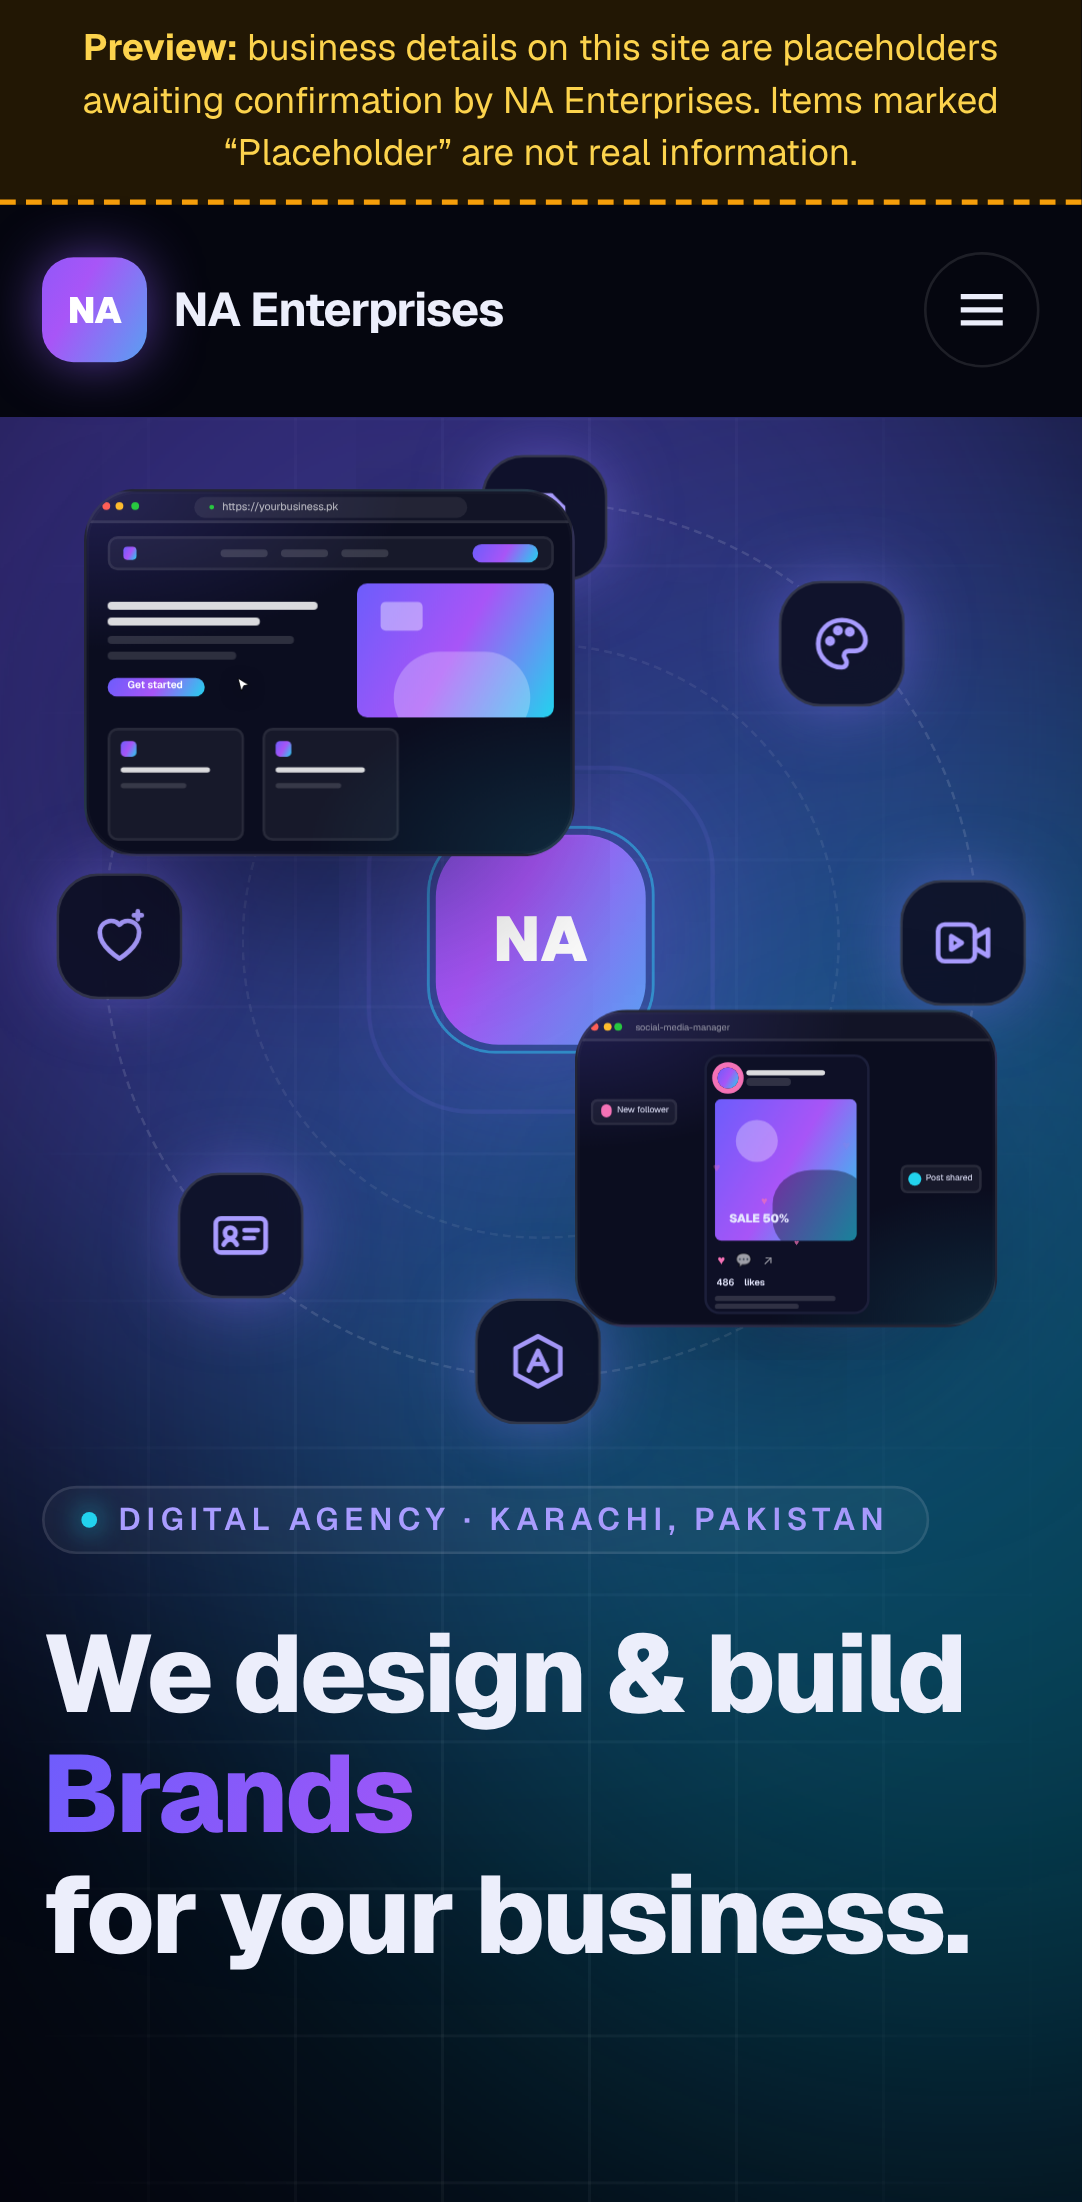 Preview: business details on this site are placeholders
awaiting confirmation by NA Enterprises. Items marked
“Placeholder” are not real information.
NA
NA Enterprises
https://yourbusiness.pk
Get started
NA
social-media-manager
New follower
Post shared
SALE 50%
486 likes
A
DIGITAL AGENCY · KARACHI, PAKISTAN
We design & build
Brands
for your business.